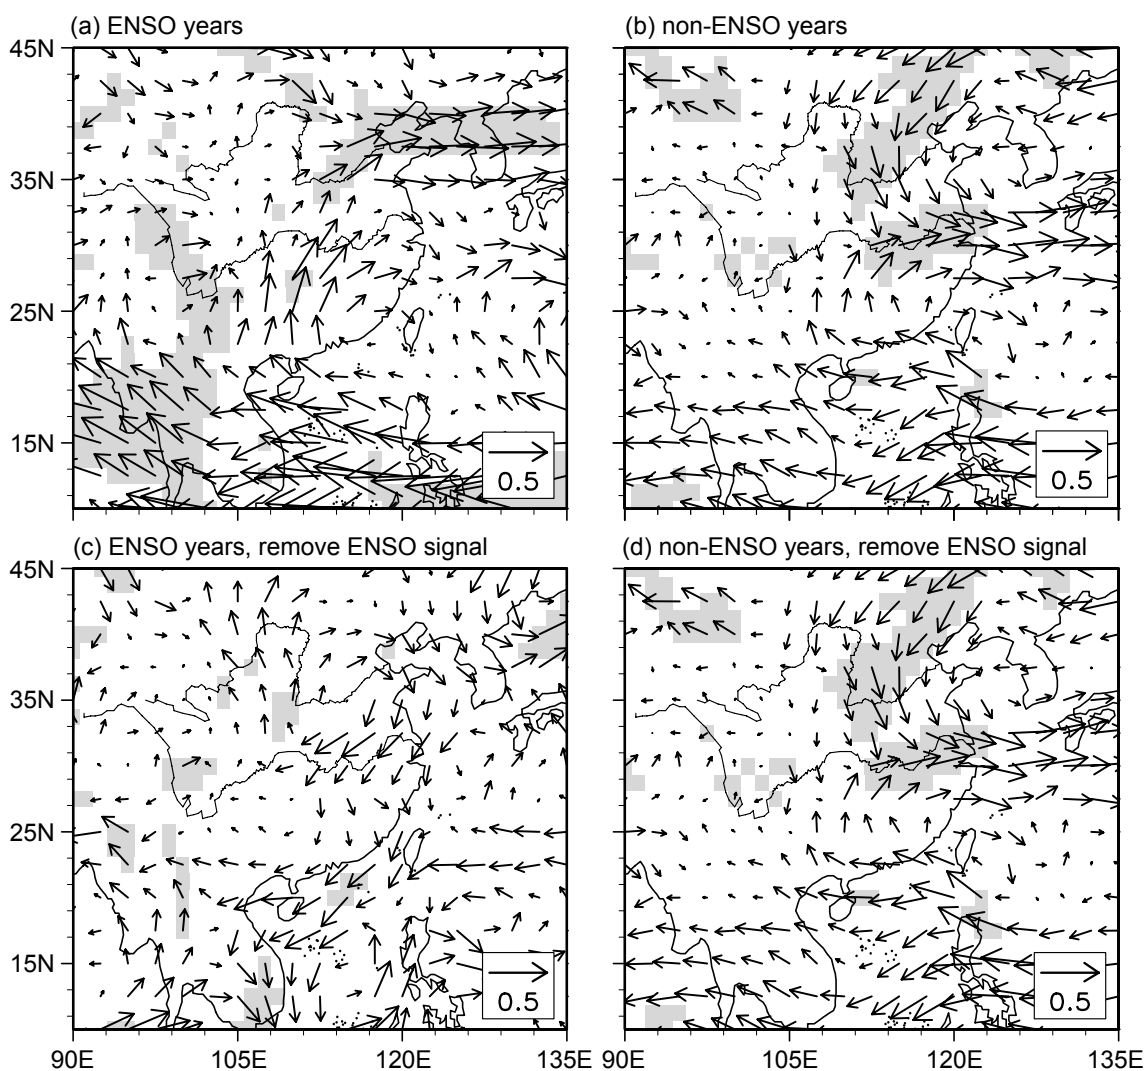 (a) ENSO years
(b) non-ENSO years
45N
35N
25N
15N
0.5
0.5
(c) ENSO years, remove ENSO signal
(d) non-ENSO years, remove ENSO signal
45N
35N
25N
15N
0.5
0.5
90E 105E 120E 135E 90E 105E 120E 135E